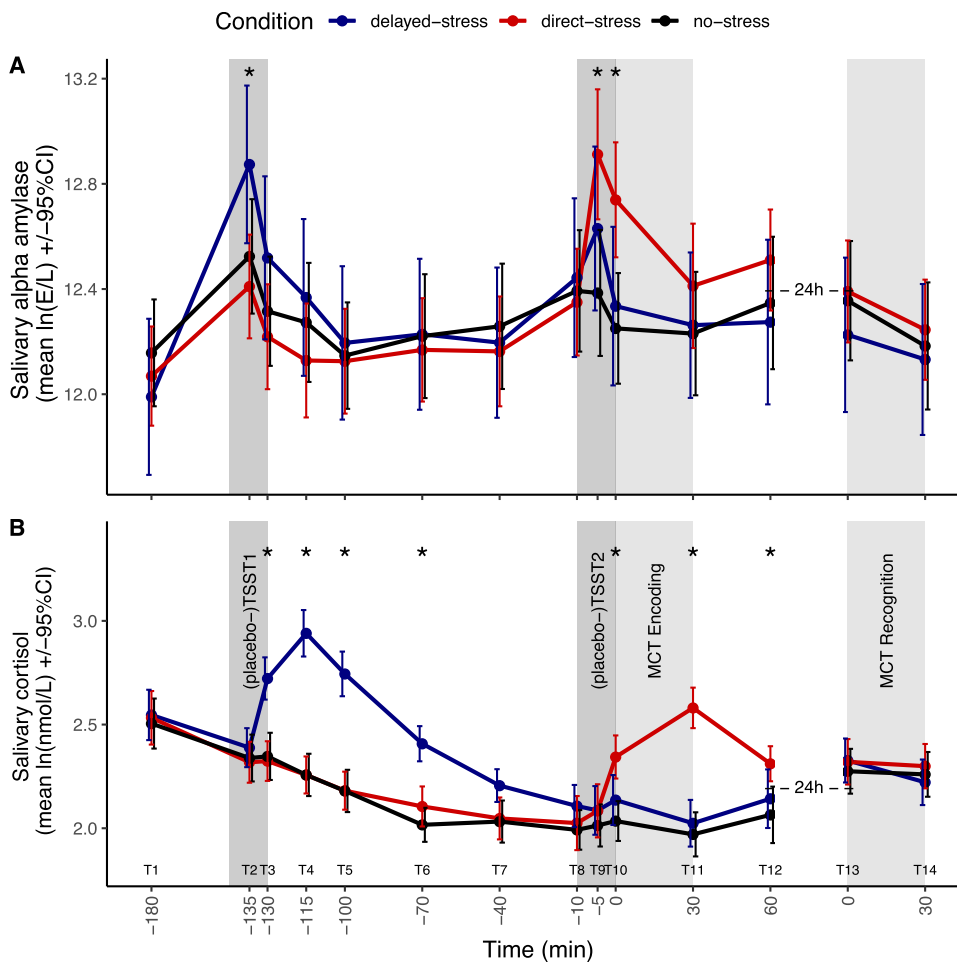 Condition delayed−stress direct−stress no−stress
A
Salivary alpha amylase
(mean ln(E/L) +/−95%CI)
13.2
12.8
12.4
12.0
* * *
24h
B
Salivary cortisol
(mean ln(nmol/L) +/−95%CI)
3.0
2.5
2.0
* * * * * * *
(placebo−)TSST1
(placebo−)TSST2
MCT Encoding
MCT Recognition
24h
T1 T2 T3 T4 T5 T6 T7 T8 T9 T10 T11 T12 T13 T14
−180 −135 −130 −115 −100 −70 −40 −10 −5 0 30 60 0 30
Time (min)